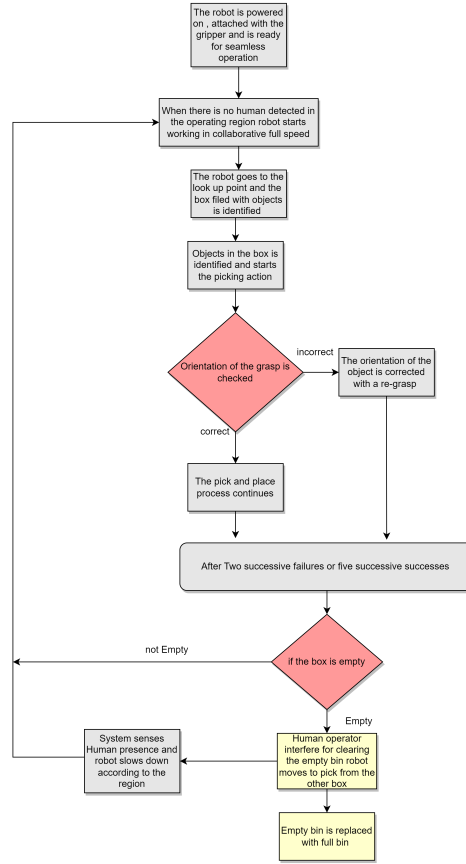 The robot is powered
on , attached with the
gripper and is ready
for seamless
operation
When there is no human detected in
the operating region robot starts
working in collaborative full speed
The robot goes to the
look up point and the
box filed with objects
is identified
Objects in the box is
identified and starts
the picking action
Orientation of the grasp is
checked
incorrect
The orientation of the
object is corrected
with a re-grasp
correct
The pick and place
process continues
After Two successive failures or five successive successes
if the box is empty
not Empty
Empty
Human operator
interfere for clearing
the empty bin robot
moves to pick from the
other box
System senses
Human presence and
robot slows down
according to the
region
Empty bin is replaced
with full bin